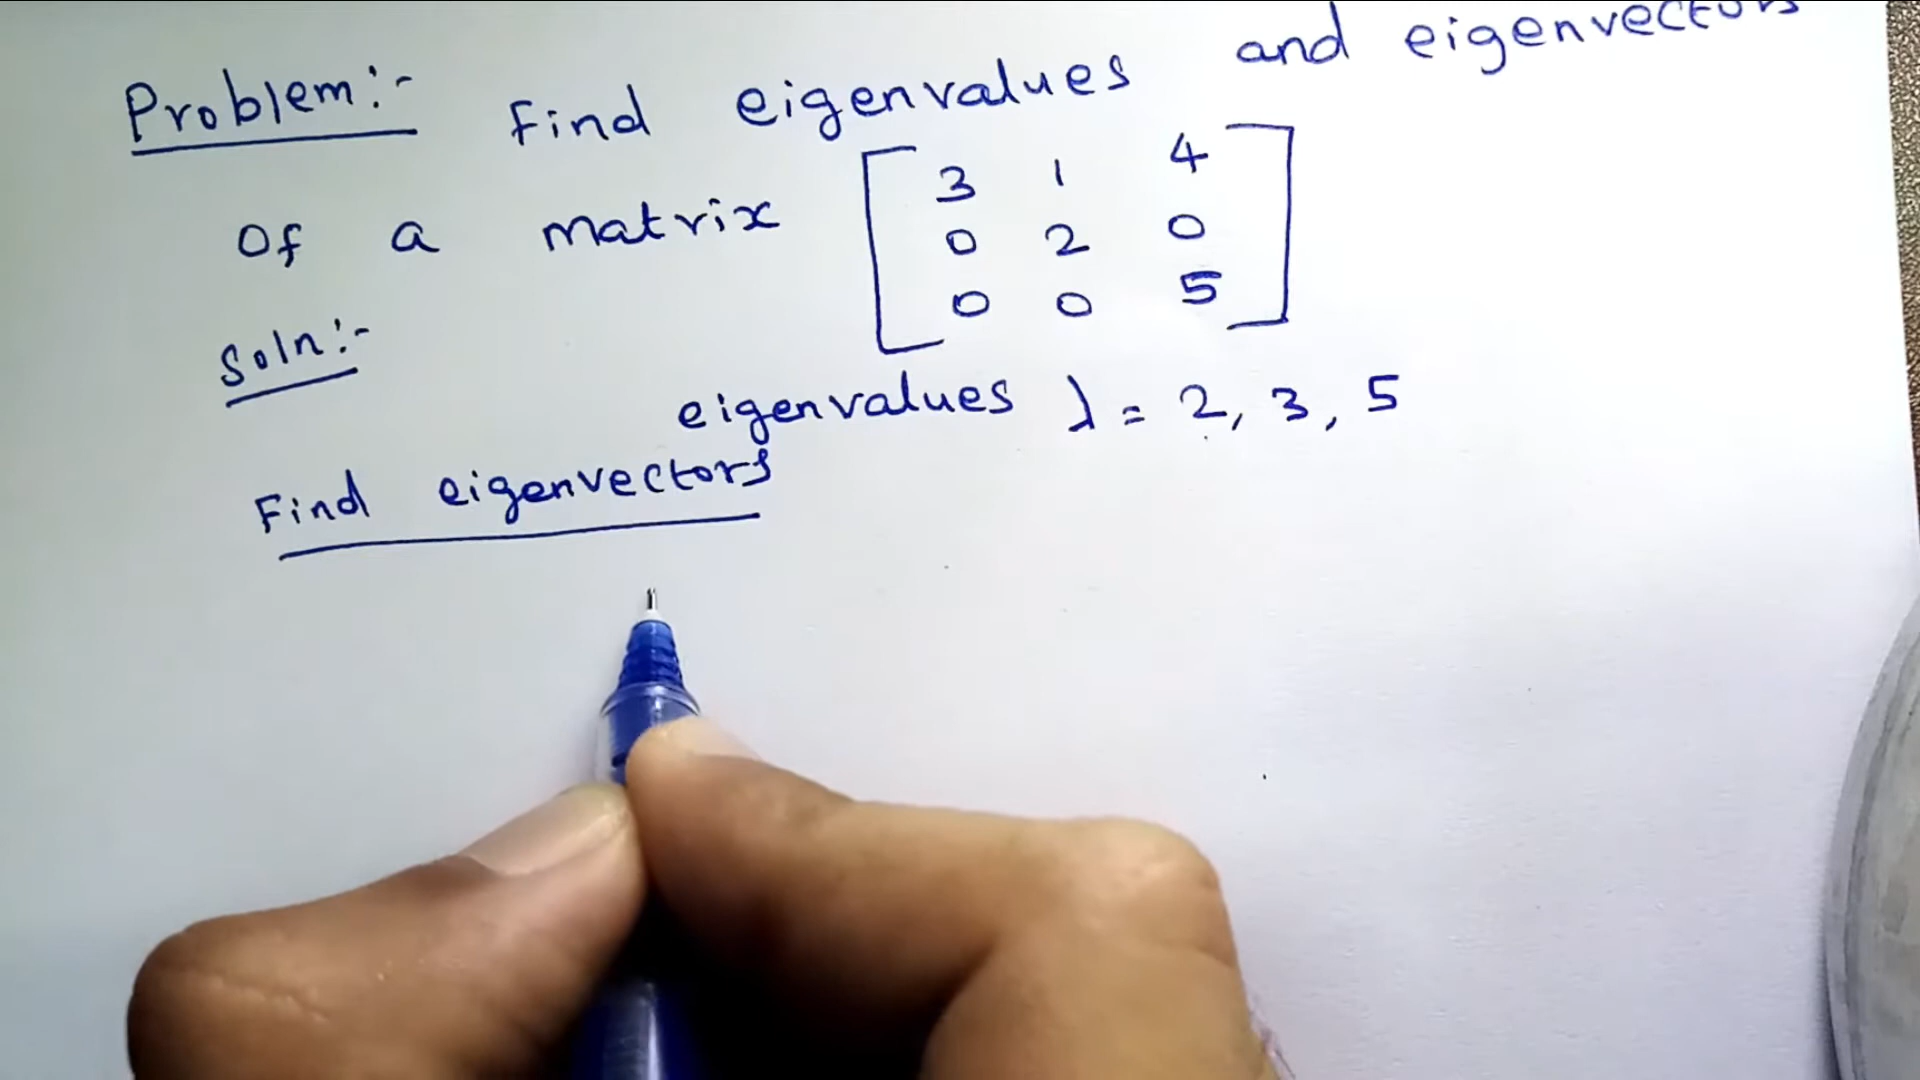 Problem:- Find eigenvalues and eigenvectors
Of a matrix [3 1 4
0 2 0
0 0 5]
Soln:-
eigenvalues λ = 2, 3, 5
Find eigenvectors